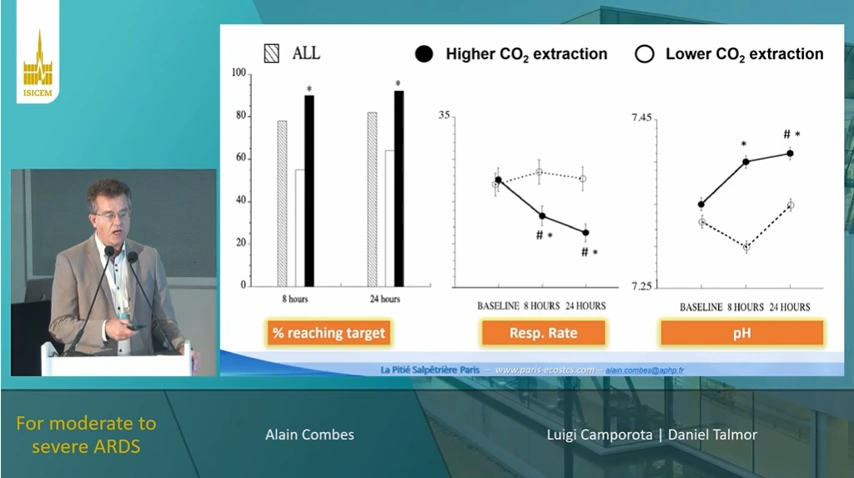 ISICEM
ALL
Higher CO₂ extraction
Lower CO₂ extraction
100
80
60
40
20
0
*
*
8 hours
24 hours
% reaching target
35
# *
# *
BASELINE 8 HOURS 24 HOURS
Resp. Rate
7.45
7.25
*
# *
BASELINE 8 HOURS 24 HOURS
pH
La Pitié Salpêtrière Paris – www.paris-ecostcs.com – alain.combes@aphp.fr
For moderate to
severe ARDS
Alain Combes
Luigi Camporota | Daniel Talmor